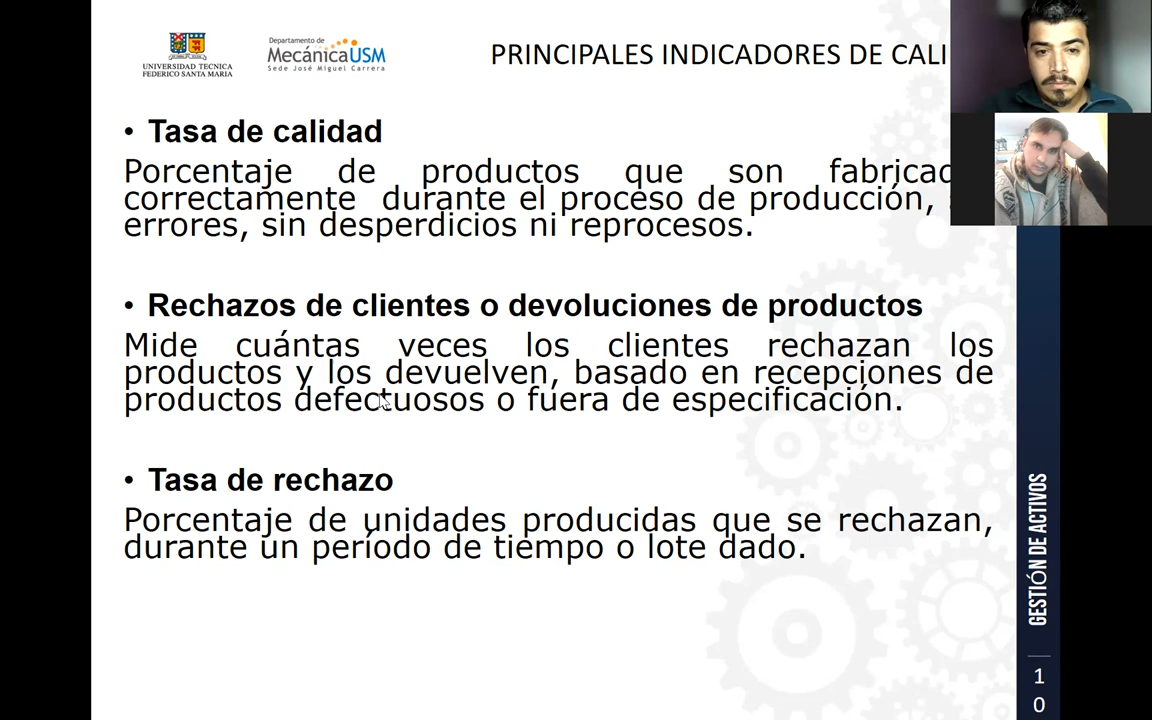 UNIVERSIDAD TECNICA
FEDERICO SANTA MARIA
Departamento de
MecánicaUSM
Sede José Miguel Carrera
PRINCIPALES INDICADORES DE CALI
• Tasa de calidad
Porcentaje de productos que son fabricad
correctamente durante el proceso de producción,
errores, sin desperdicios ni reprocesos.
• Rechazos de clientes o devoluciones de productos
Mide cuántas veces los clientes rechazan los
productos y los devuelven, basado en recepciones de
productos defectuosos o fuera de especificación.
• Tasa de rechazo
Porcentaje de unidades producidas que se rechazan,
durante un período de tiempo o lote dado.
GESTIÓN DE ACTIVOS
1
0